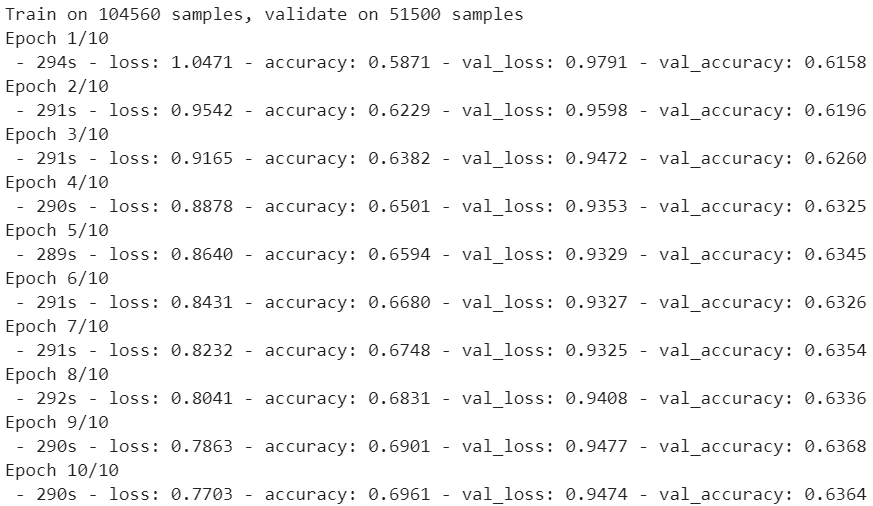 Train on 104560 samples, validate on 51500 samples
Epoch 1/10
 - 294s - loss: 1.0471 - accuracy: 0.5871 - val_loss: 0.9791 - val_accuracy: 0.6158
Epoch 2/10
 - 291s - loss: 0.9542 - accuracy: 0.6229 - val_loss: 0.9598 - val_accuracy: 0.6196
Epoch 3/10
 - 291s - loss: 0.9165 - accuracy: 0.6382 - val_loss: 0.9472 - val_accuracy: 0.6260
Epoch 4/10
 - 290s - loss: 0.8878 - accuracy: 0.6501 - val_loss: 0.9353 - val_accuracy: 0.6325
Epoch 5/10
 - 289s - loss: 0.8640 - accuracy: 0.6594 - val_loss: 0.9329 - val_accuracy: 0.6345
Epoch 6/10
 - 291s - loss: 0.8431 - accuracy: 0.6680 - val_loss: 0.9327 - val_accuracy: 0.6326
Epoch 7/10
 - 291s - loss: 0.8232 - accuracy: 0.6748 - val_loss: 0.9325 - val_accuracy: 0.6354
Epoch 8/10
 - 292s - loss: 0.8041 - accuracy: 0.6831 - val_loss: 0.9408 - val_accuracy: 0.6336
Epoch 9/10
 - 290s - loss: 0.7863 - accuracy: 0.6901 - val_loss: 0.9477 - val_accuracy: 0.6368
Epoch 10/10
 - 290s - loss: 0.7703 - accuracy: 0.6961 - val_loss: 0.9474 - val_accuracy: 0.6364